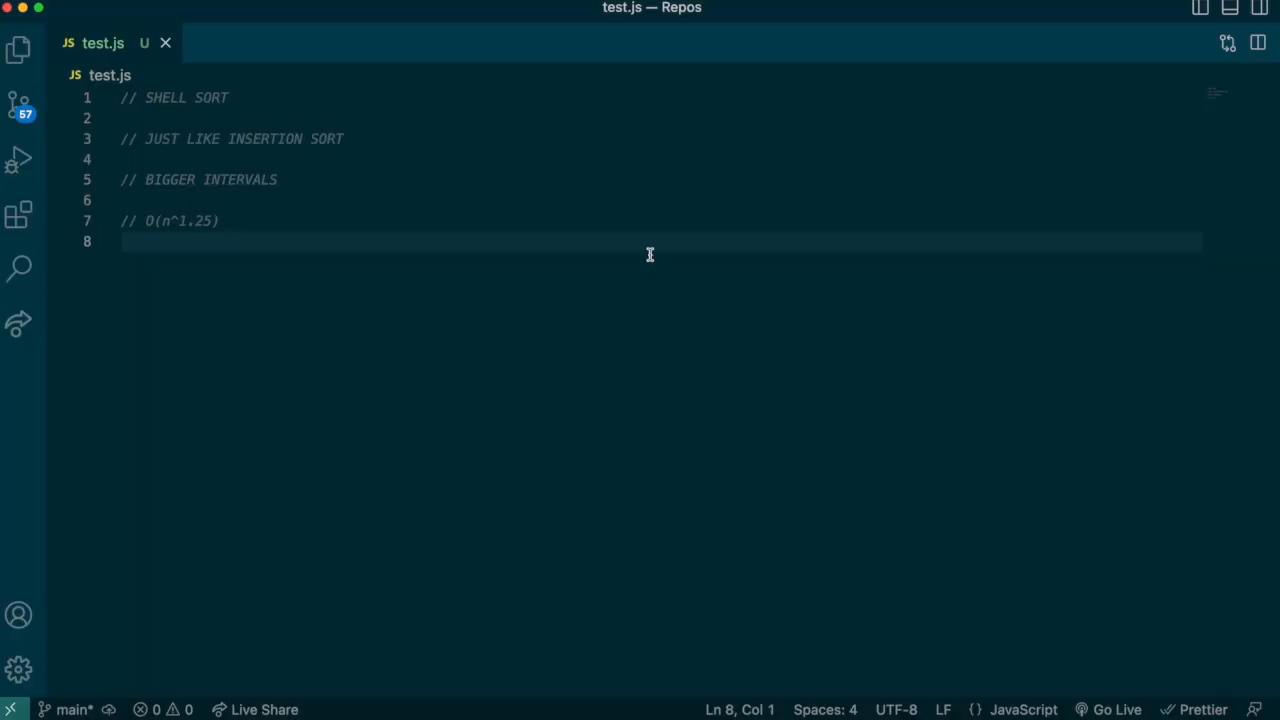 test.js — Repos
JS test.js U
JS test.js
57
1 // SHELL SORT
2
3 // JUST LIKE INSERTION SORT
4
5 // BIGGER INTERVALS
6
7 // O(n^1.25)
8
main* 0 0 Live Share Ln 8, Col 1 Spaces: 4 UTF-8 LF {} JavaScript Go Live Prettier